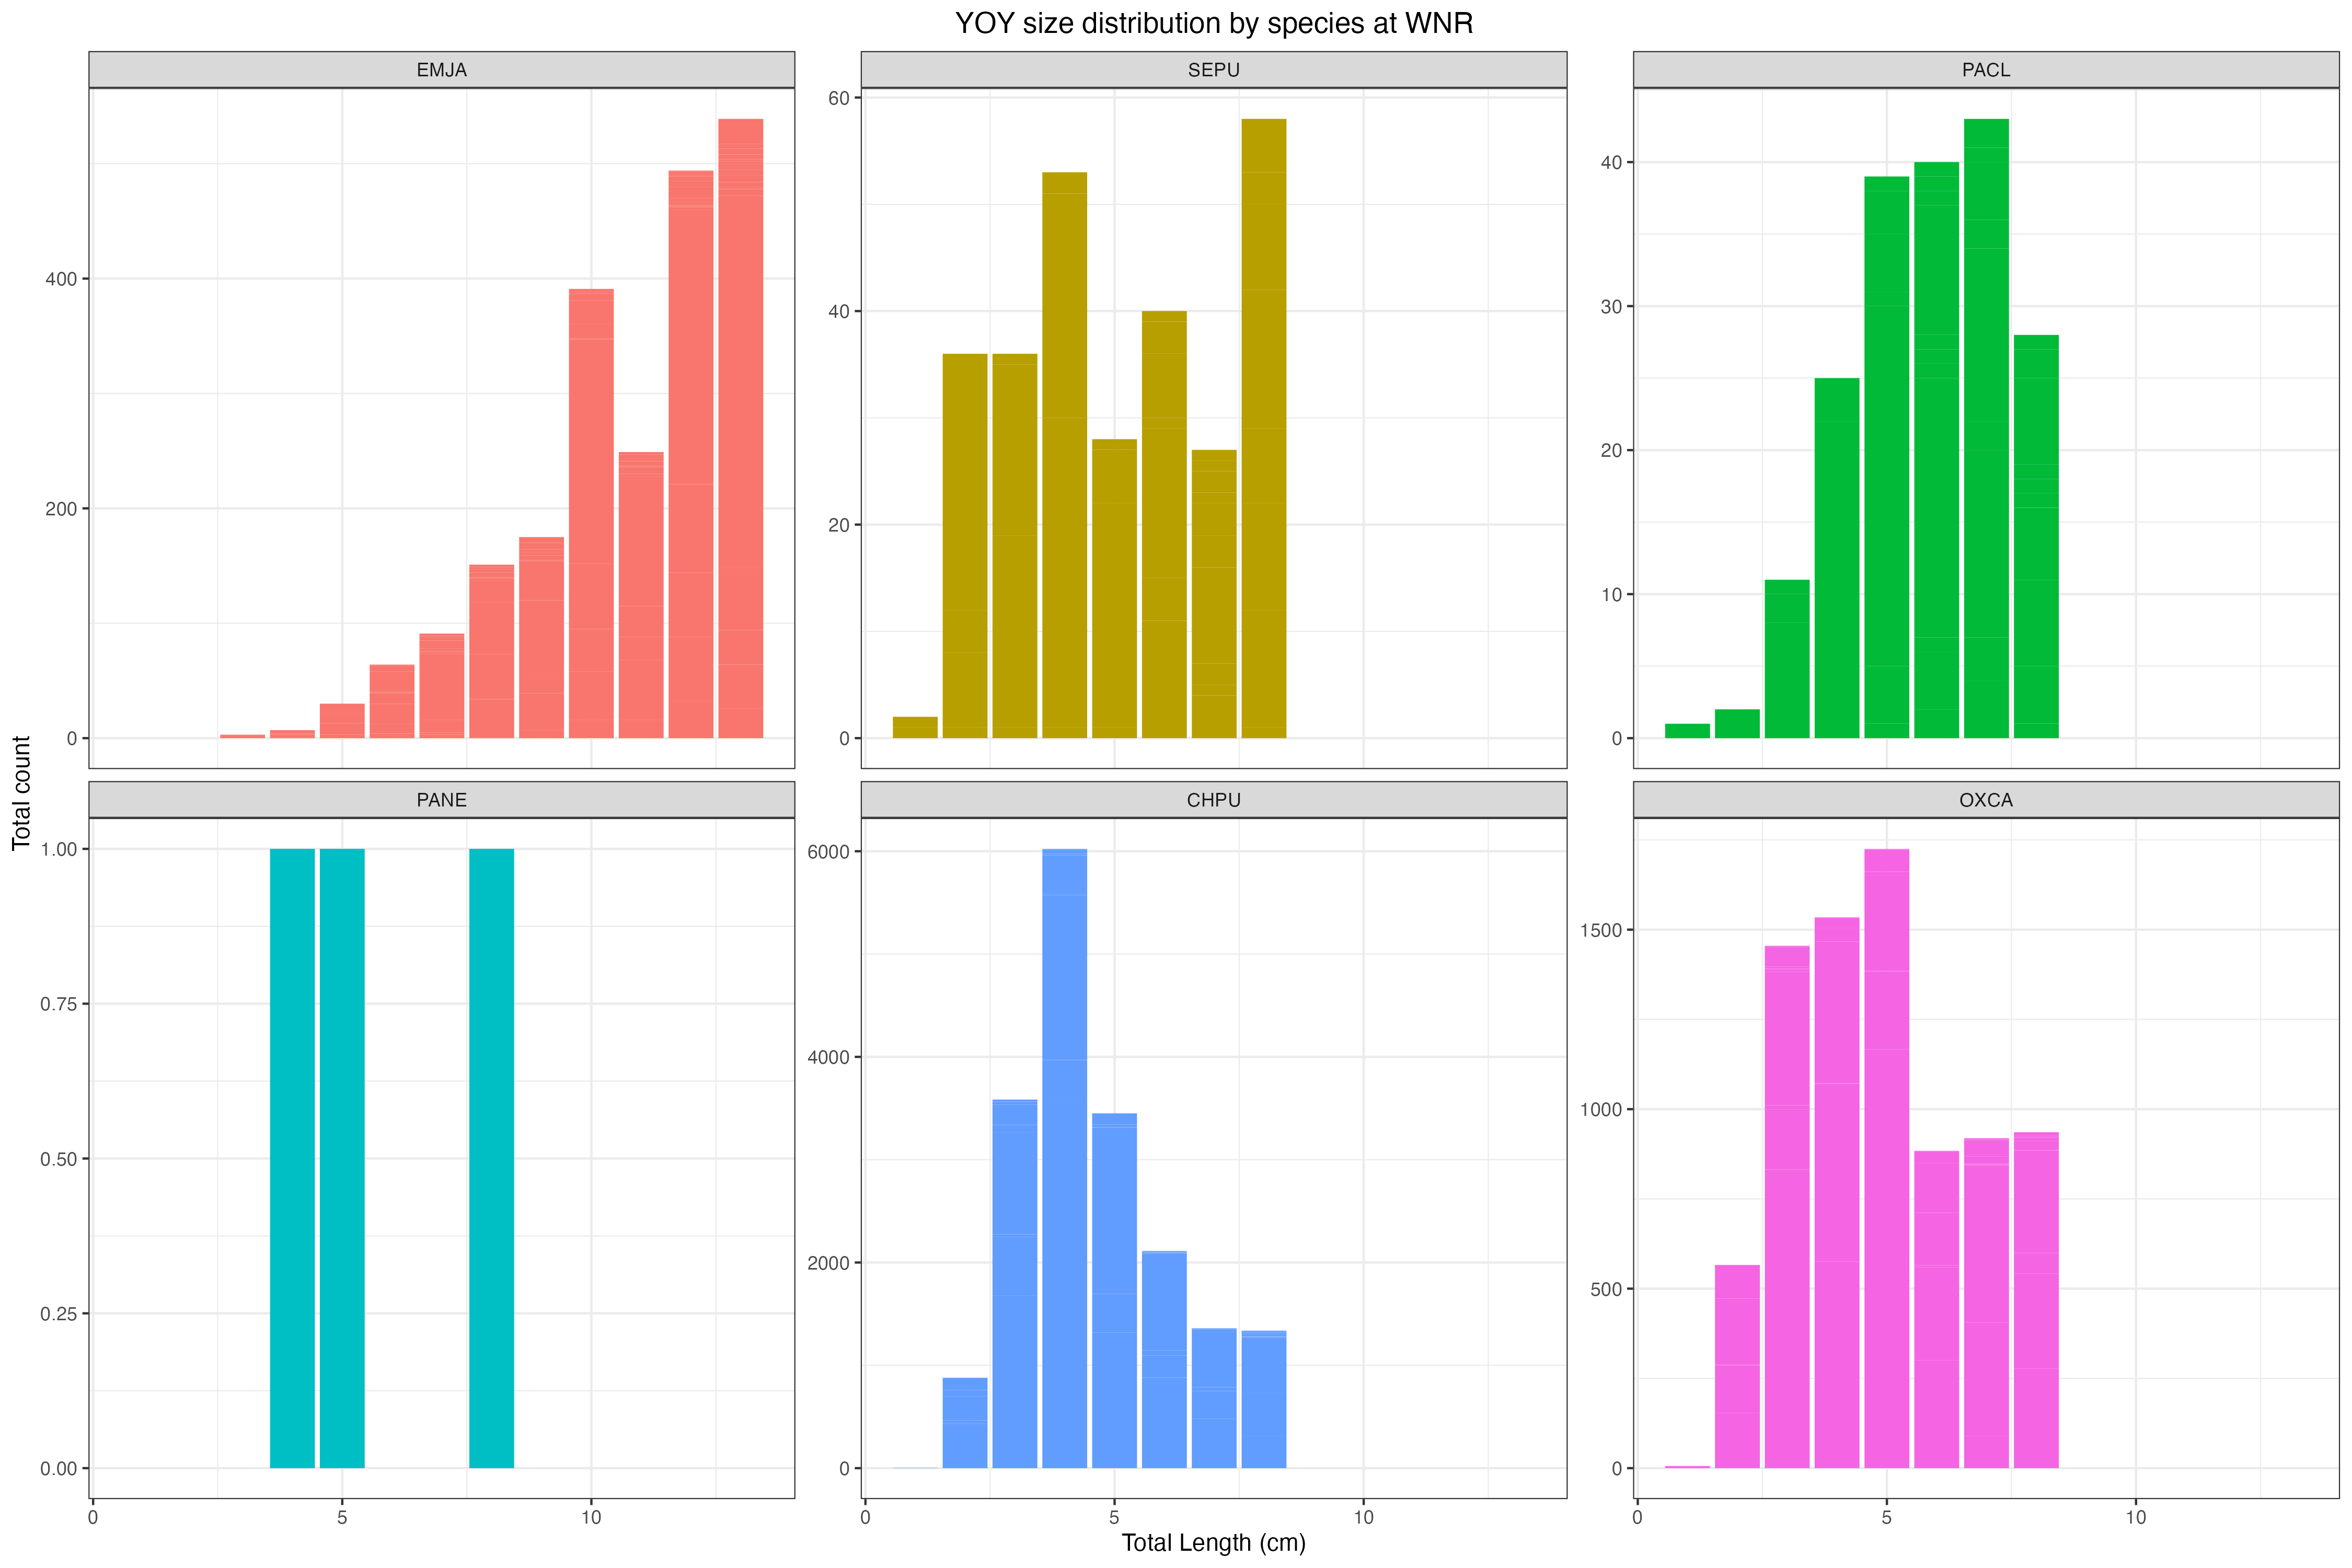 YOY size distribution by species at WNR
EMJA
SEPU
PACL
400
200
0
60
40
20
0
40
30
20
10
0
Total count
PANE
CHPU
OXCA
1.00
0.75
0.50
0.25
0.00
6000
4000
2000
0
1500
1000
500
0
0 5 10
0 5 10
0 5 10
Total Length (cm)